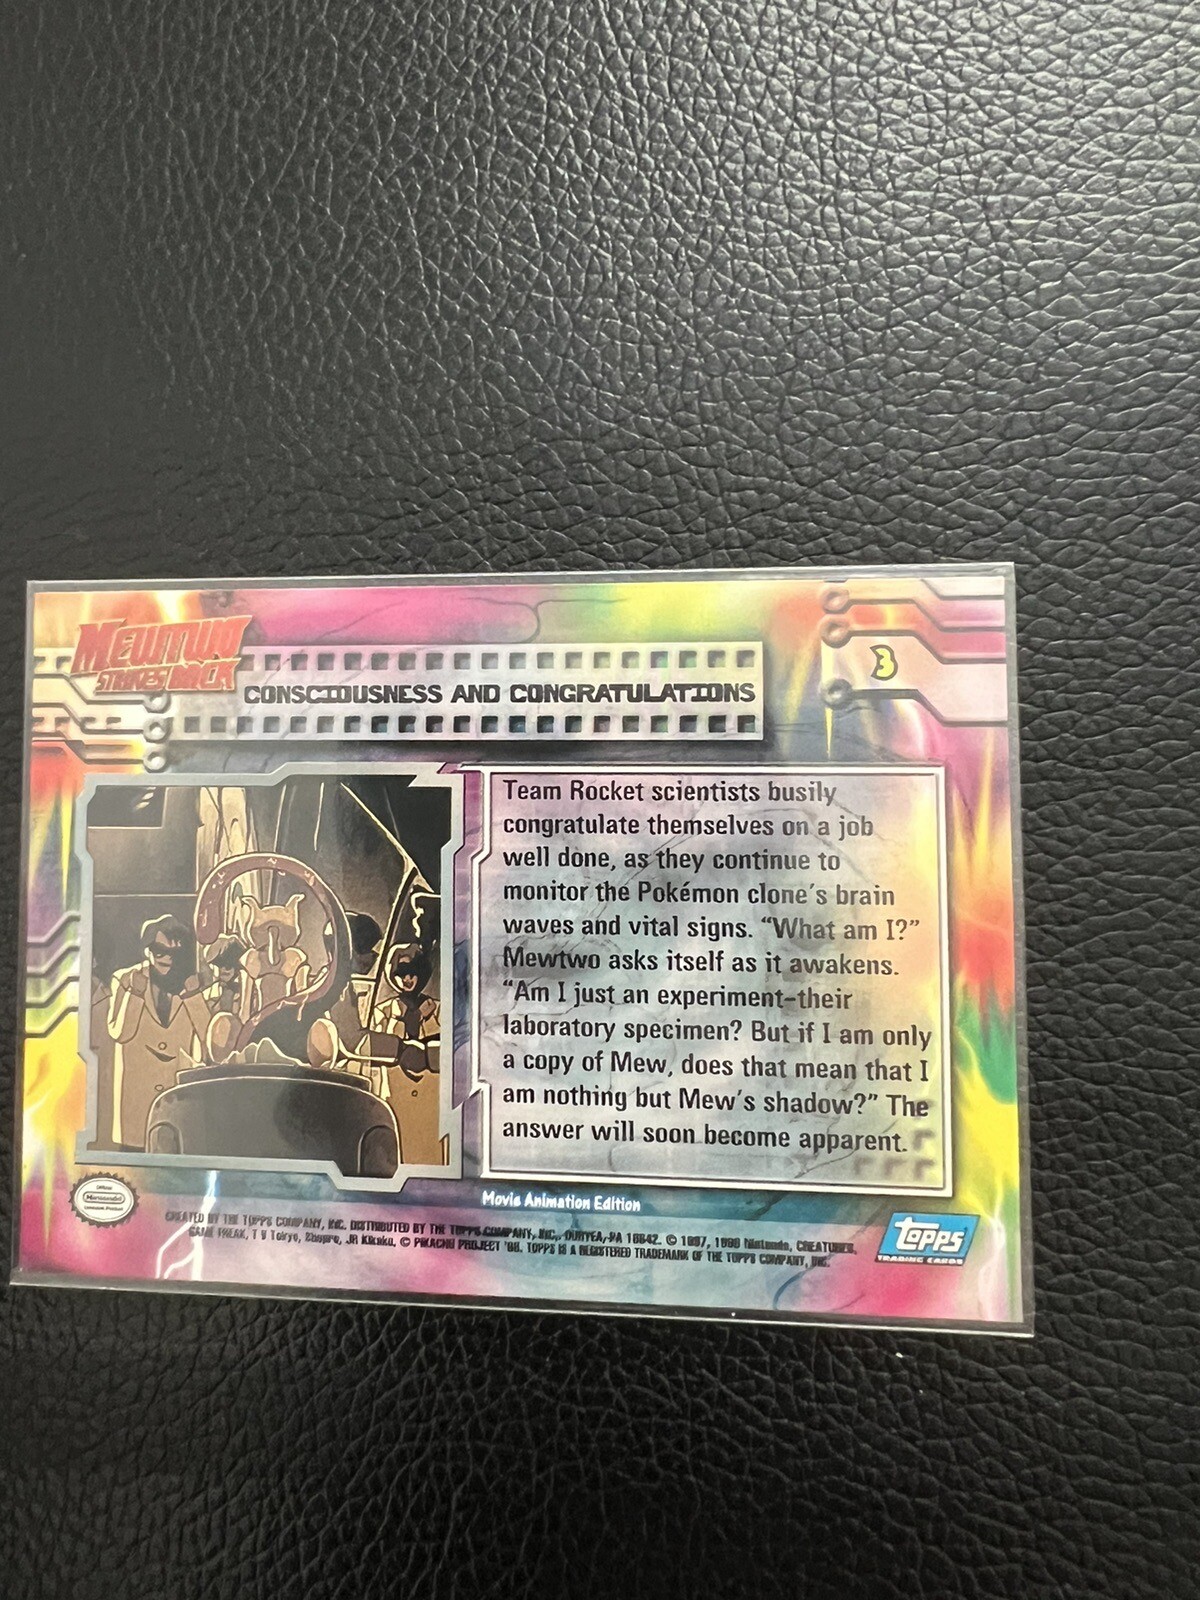 MEWTWO
STRIKES BACK
CONSCIOUSNESS AND CONGRATULATIONS
3
Team Rocket scientists busily
congratulate themselves on a job
well done, as they continue to
monitor the Pokémon clone's brain
waves and vital signs. “What am I?”
Mewtwo asks itself as it awakens.
“Am I just an experiment–their
laboratory specimen? But if I am only
a copy of Mew, does that mean that I
am nothing but Mew's shadow?” The
answer will soon become apparent.
Movie Animation Edition
Official
Nintendo
Licensed Product
CREATED BY THE TOPPS COMPANY, INC. DISTRIBUTED BY THE TOPPS COMPANY, INC., DURYEA, PA 18642. © 1997, 1998 Nintendo, CREATURES,
GAME FREAK, T V Tokyo, Shopro, JR Kikaku, © PIKACHU PROJECT '98. TOPPS IS A REGISTERED TRADEMARK OF THE TOPPS COMPANY, INC.
topps
TRADING CARDS